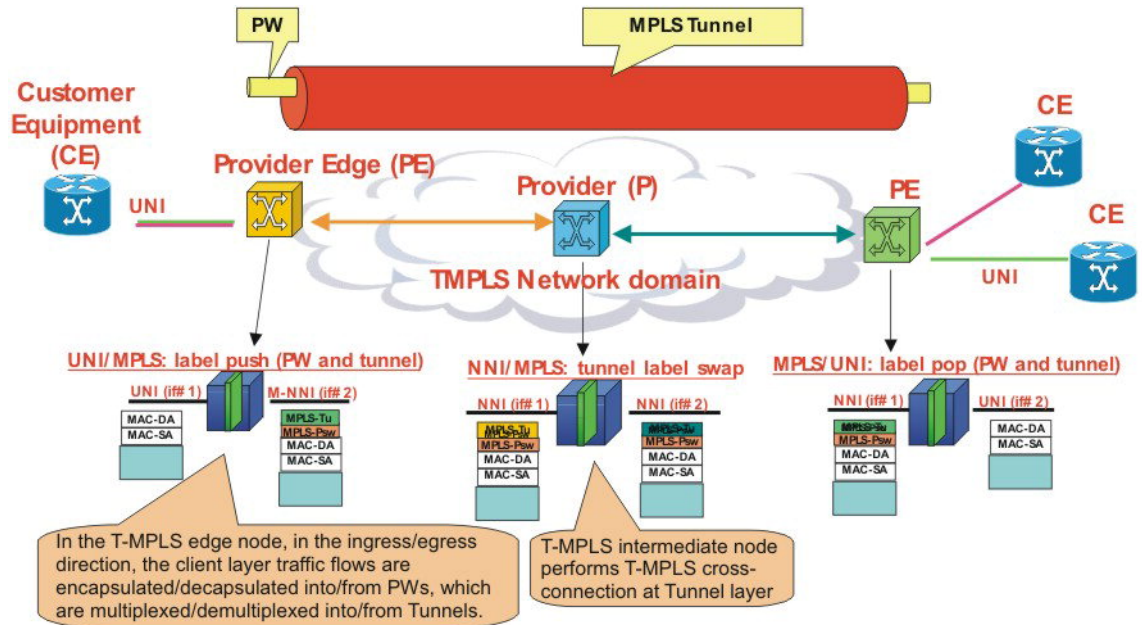 PW
MPLS Tunnel
Customer
Equipment
(CE)
CE
Provider Edge (PE)
Provider (P)
PE
CE
UNI
UNI
TMPLS Network domain
UNI/MPLS: label push (PW and tunnel)
NNI/MPLS: tunnel label swap
MPLS/UNI: label pop (PW and tunnel)
UNI (if# 1)
M-NNI (if# 2)
NNI (if# 1)
NNI (if# 2)
NNI (if# 1)
UNI (if# 2)
MAC-DA
MAC-SA
MPLS-Tu
MPLS-Psw
MAC-DA
MAC-SA
MPLS-Tu
MPLS-Psw
MPLS-Psw
MAC-DA
MAC-SA
MPLS-Tu
MPLS-Psw
MAC-DA
MAC-SA
MPLS-Psw
MAC-DA
MAC-SA
MAC-DA
MAC-SA
In the T-MPLS edge node, in the ingress/egress
direction, the client layer traffic flows are
encapsulated/decapsulated into/from PWs, which
are multiplexed/demultiplexed into/from Tunnels.
T-MPLS intermediate node
performs T-MPLS cross-
connection at Tunnel layer